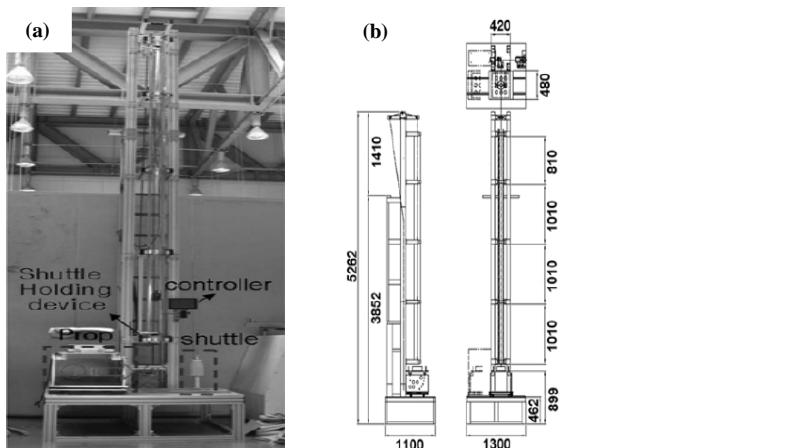 (a)
Shuttle
Holding
device
controller
Prop
shuttle
(b)
420
480
1410
5262
3852
810
1010
1010
1010
899
462
1100
1300